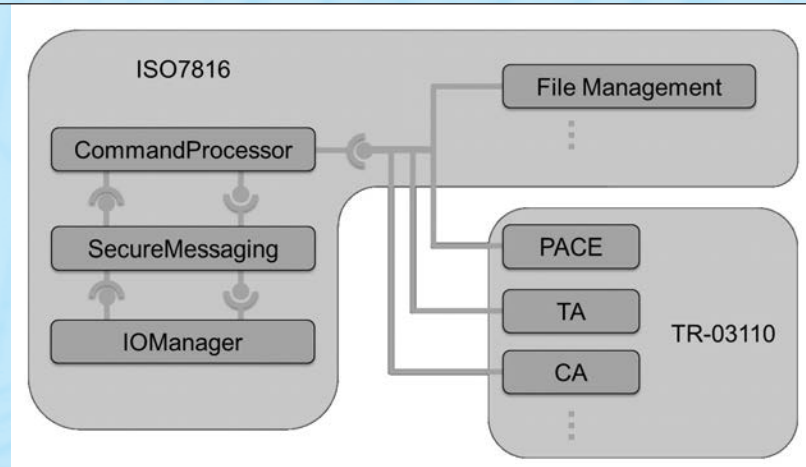 ISO7816
File Management
CommandProcessor
SecureMessaging
IOManager
PACE
TA
CA
TR-03110